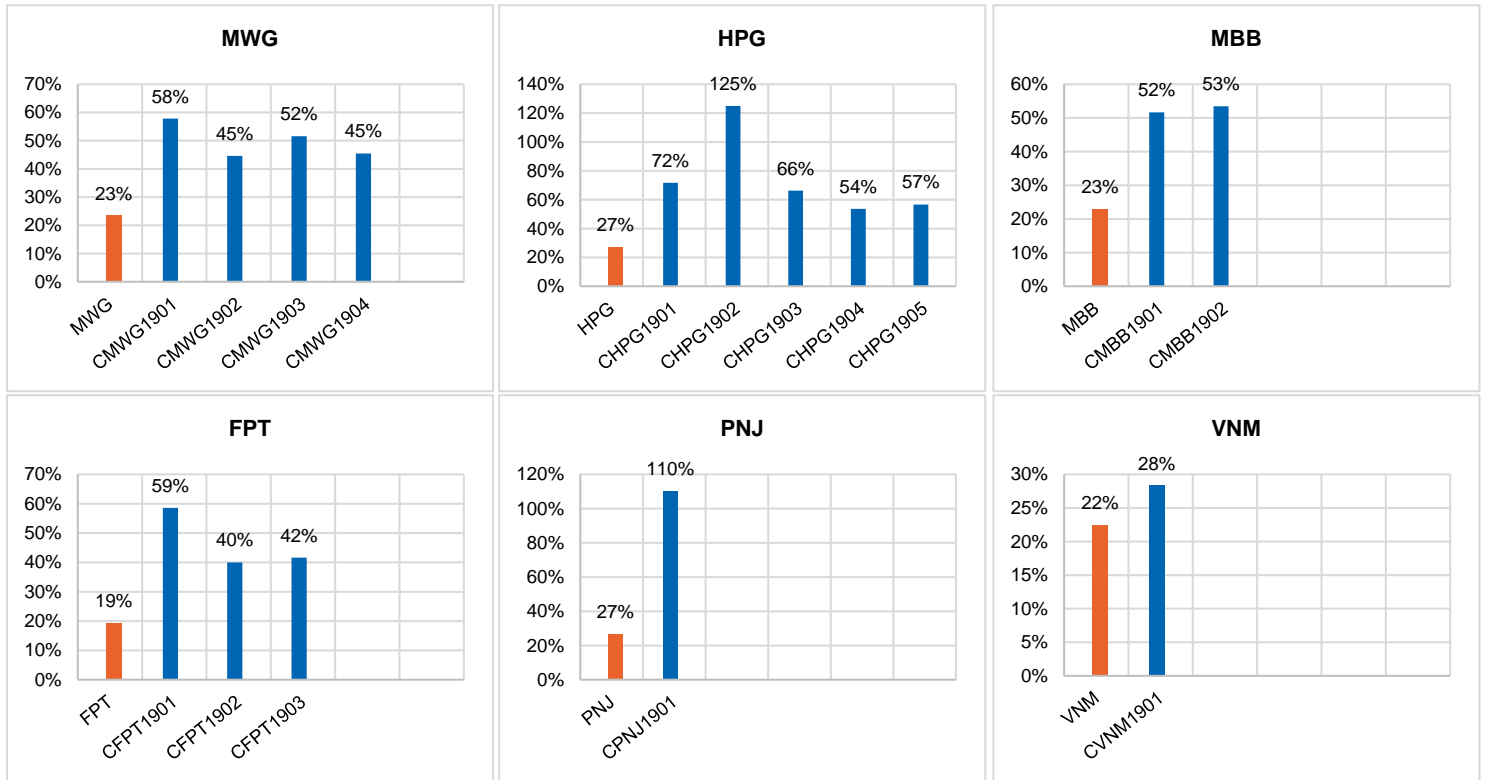 MWG
70%
60%
50%
40%
30%
20%
10%
0%
23%
58%
45%
52%
45%
MWG
CMWG1901
CMWG1902
CMWG1903
CMWG1904
HPG
140%
120%
100%
80%
60%
40%
20%
0%
27%
72%
125%
66%
54%
57%
HPG
CHPG1901
CHPG1902
CHPG1903
CHPG1904
CHPG1905
MBB
60%
50%
40%
30%
20%
10%
0%
23%
52%
53%
MBB
CMBB1901
CMBB1902
FPT
70%
60%
50%
40%
30%
20%
10%
0%
19%
59%
40%
42%
FPT
CFPT1901
CFPT1902
CFPT1903
PNJ
120%
100%
80%
60%
40%
20%
0%
27%
110%
PNJ
CPNJ1901
VNM
30%
25%
20%
15%
10%
5%
0%
22%
28%
VNM
CVNM1901